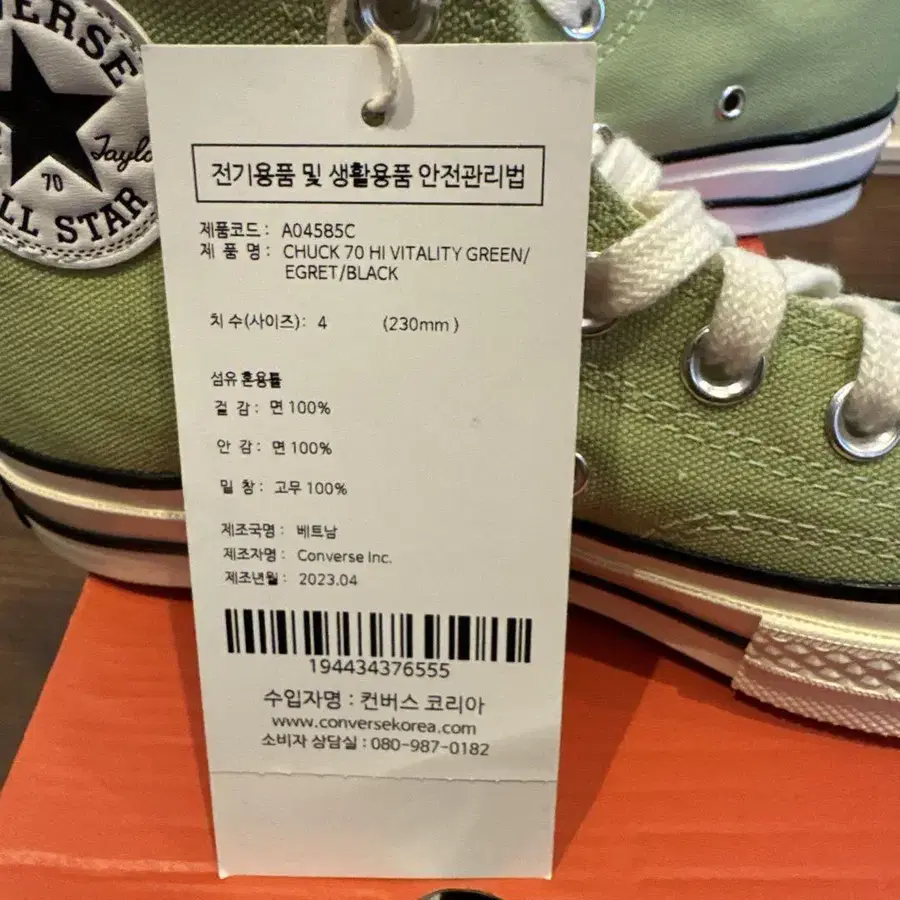 VERSE
Taylo
70
LL STAR
전기용품 및 생활용품 안전관리법
제품코드 : A04585C
제 품 명 : CHUCK 70 HI VITALITY GREEN/
EGRET/BLACK
치 수(사이즈) : 4 (230mm )
섬유 혼용률
겉 감 : 면 100%
안 감 : 면 100%
밑 창 : 고무 100%
제조국명 : 베트남
제조자명 : Converse Inc.
제조년월 : 2023.04
194434376555
수입자명 : 컨버스 코리아
www.conversekorea.com
소비자 상담실 : 080-987-0182